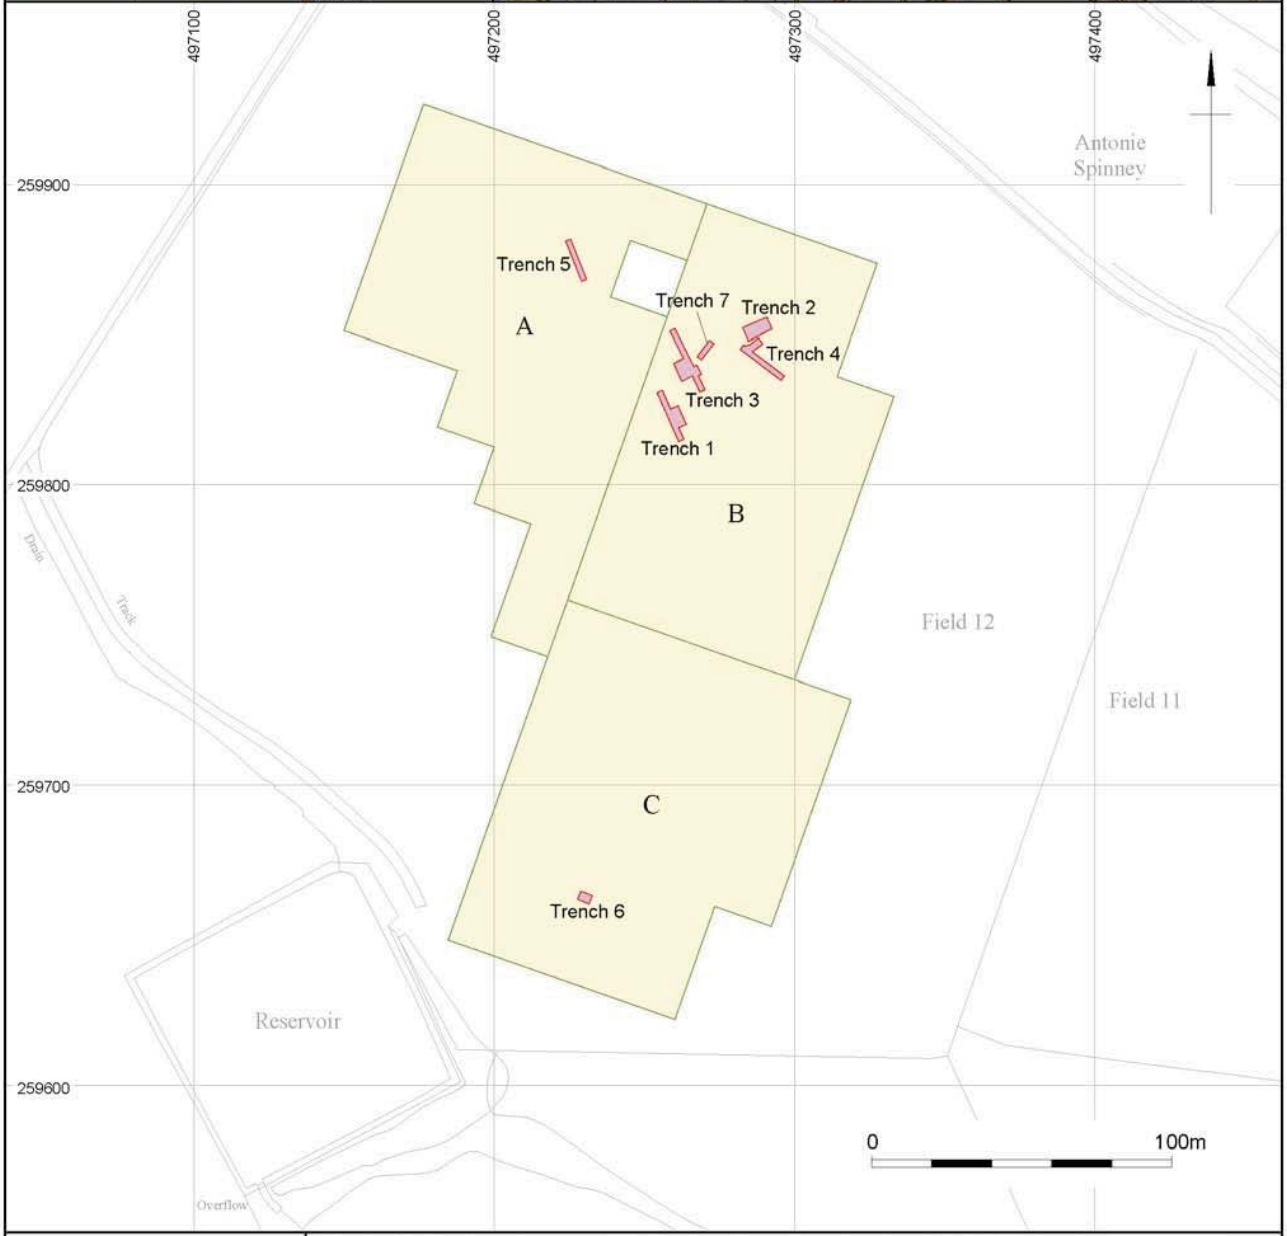 497100
497200
497300
497400
Antonie
Spinney
259900
Trench 5
Trench 7
Trench 2
A
Trench 4
Trench 3
Trench 1
259800
B
Drain
Track
Field 12
Field 11
259700
C
Trench 6
Reservoir
259600
0 100m
Overflow